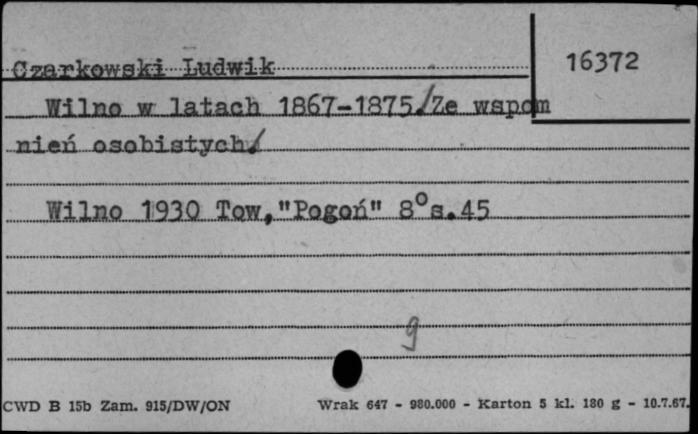 Czarkowski Ludwik
16372
Wilno w latach 1867-1875./Ze wspom
nień osobistych./
Wilno 1930 Tow,"Pogoń" 8° s.45
9
CWD B 15b Zam. 915/DW/ON Wrak 647 - 980.000 - Karton 5 kl. 180 g - 10.7.67.